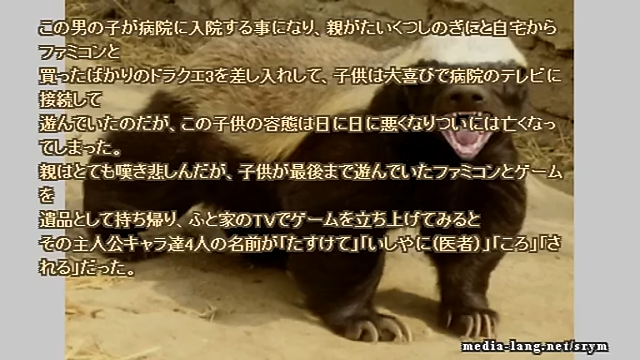 この男の子が病院に入院する事になり、親がたいくつしのぎにと自宅から
ファミコンと
買ったばかりのドラクエ3を差し入れして、子供は大喜びで病院のテレビに
接続して
遊んでいたのだが、この子供の容態は日に日に悪くなりついには亡くなっ
てしまった。
親はとても嘆き悲しんだが、子供が最後まで遊んでいたファミコンとゲーム
を
遺品として持ち帰り、ふと家のTVでゲームを立ち上げてみると
その主人公キャラ達4人の名前が「たすけて」「いしやに(医者)」「ころ」「さ
れる」だった。
media-lang.net/srym